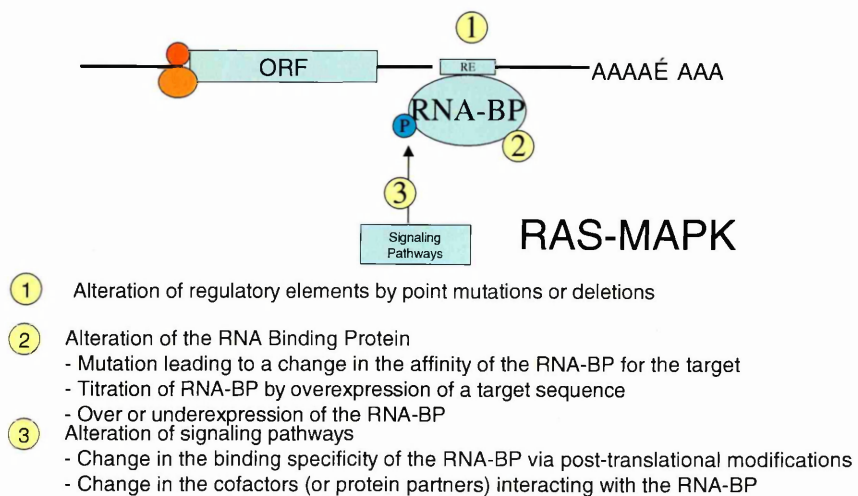 1
ORF
RE
AAAAÉ AAA
RNA-BP
P
2
3
Signaling
Pathways
RAS-MAPK
1 Alteration of regulatory elements by point mutations or deletions
2 Alteration of the RNA Binding Protein
- Mutation leading to a change in the affinity of the RNA-BP for the target
- Titration of RNA-BP by overexpression of a target sequence
- Over or underexpression of the RNA-BP
3 Alteration of signaling pathways
- Change in the binding specificity of the RNA-BP via post-translational modifications
- Change in the cofactors (or protein partners) interacting with the RNA-BP